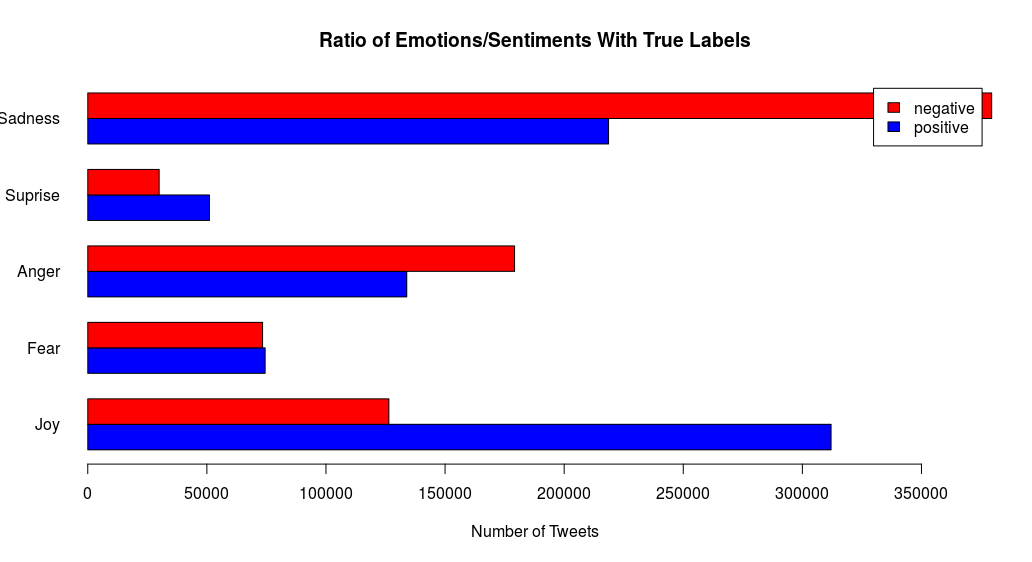 Ratio of Emotions/Sentiments With True Labels
negative
positive
Sadness
Suprise
Anger
Fear
Joy
0 50000 100000 150000 200000 250000 300000 350000
Number of Tweets